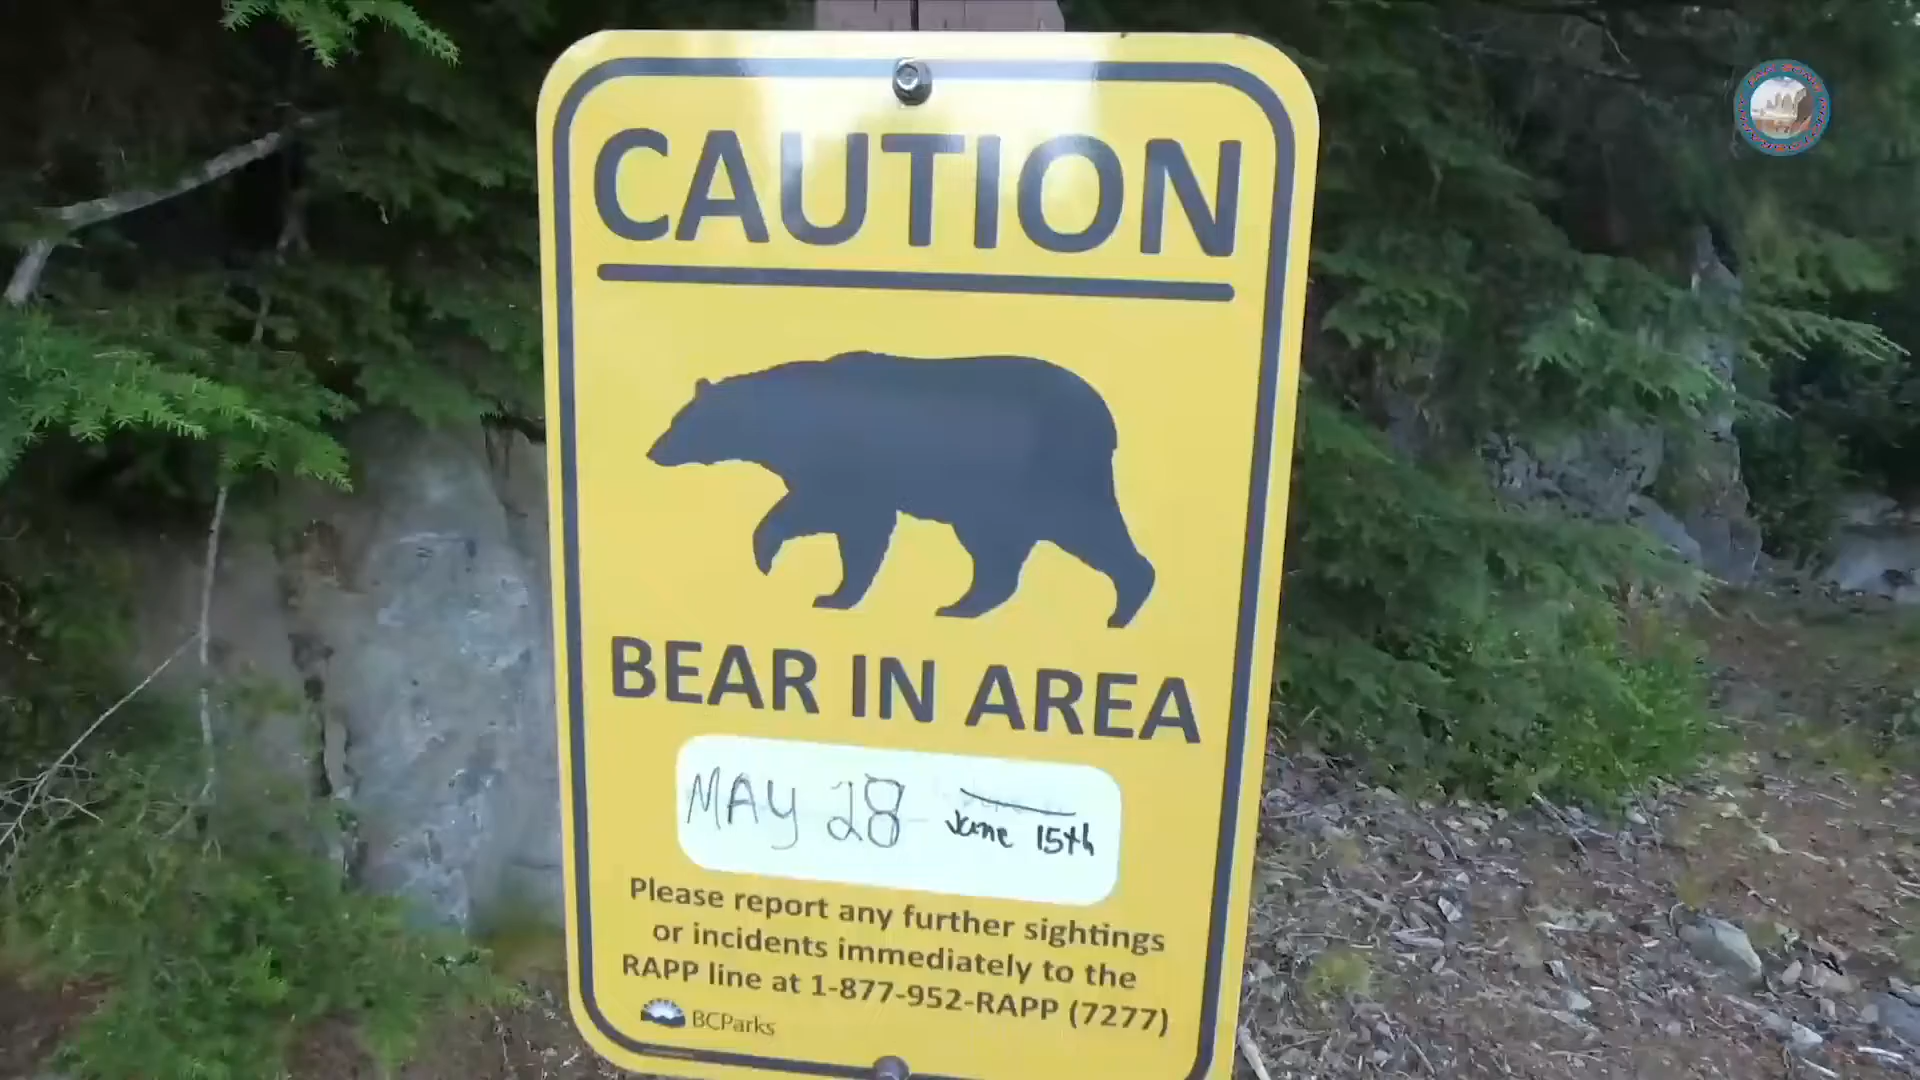 CAUTION
BEAR IN AREA
MAY 28 June 15th
Please report any further sightings
or incidents immediately to the
RAPP line at 1-877-952-RAPP (7277)
BCParks